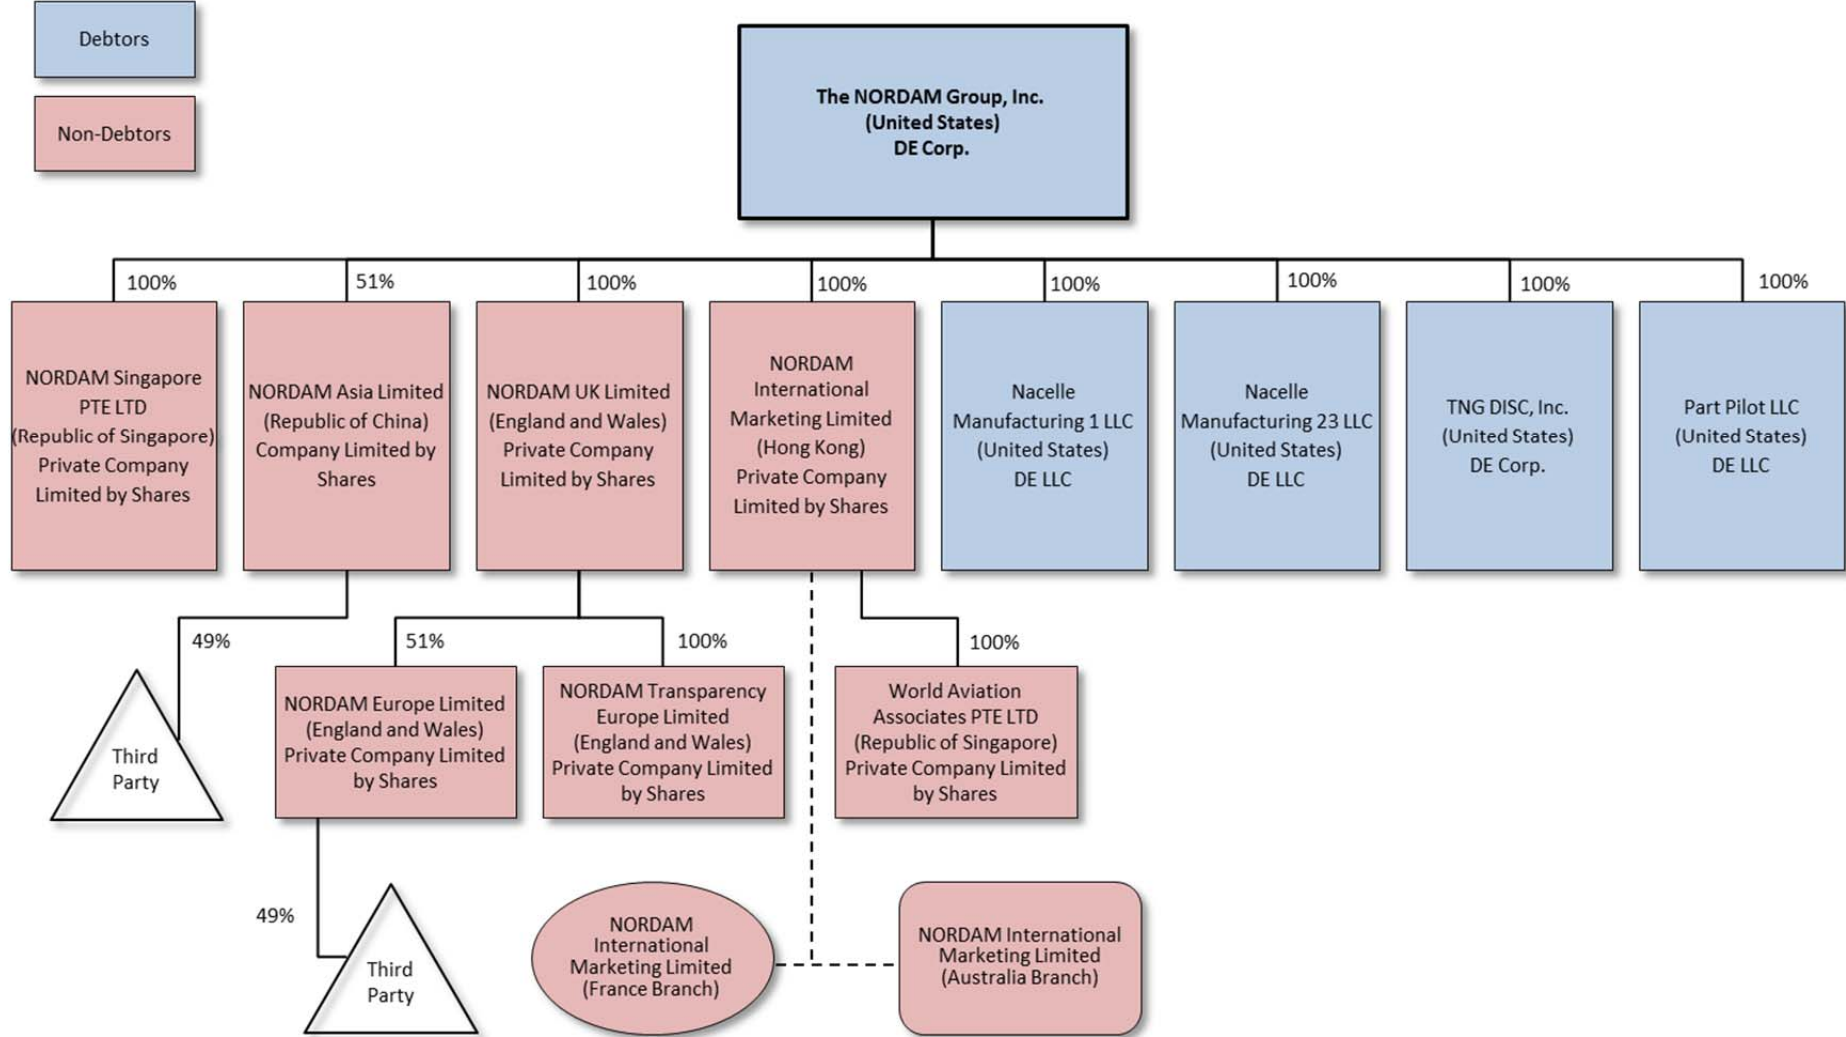 Debtors
Non-Debtors
The NORDAM Group, Inc.
(United States)
DE Corp.
100%
51%
100%
100%
100%
100%
100%
100%
NORDAM Singapore
PTE LTD
(Republic of Singapore)
Private Company
Limited by Shares
NORDAM Asia Limited
(Republic of China)
Company Limited by
Shares
NORDAM UK Limited
(England and Wales)
Private Company
Limited by Shares
NORDAM
International
Marketing Limited
(Hong Kong)
Private Company
Limited by Shares
Nacelle
Manufacturing 1 LLC
(United States)
DE LLC
Nacelle
Manufacturing 23 LLC
(United States)
DE LLC
TNG DISC, Inc.
(United States)
DE Corp.
Part Pilot LLC
(United States)
DE LLC
49%
51%
100%
100%
Third
Party
NORDAM Europe Limited
(England and Wales)
Private Company Limited
by Shares
NORDAM Transparency
Europe Limited
(England and Wales)
Private Company Limited
by Shares
World Aviation
Associates PTE LTD
(Republic of Singapore)
Private Company Limited
by Shares
49%
Third
Party
NORDAM
International
Marketing Limited
(France Branch)
NORDAM International
Marketing Limited
(Australia Branch)